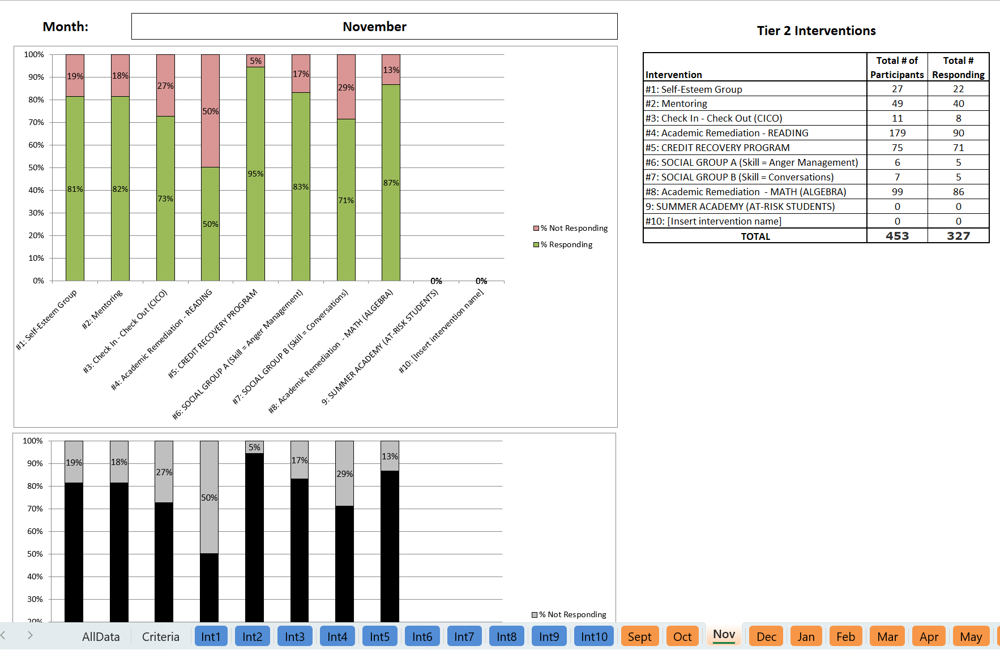 Month:
November
100%
90%
80%
70%
60%
50%
40%
30%
20%
10%
0%
19%
18%
27%
50%
5%
17%
29%
13%
81%
82%
73%
50%
95%
83%
71%
87%
0%
0%
#1: Self-Esteem Group
#2: Mentoring
#3: Check In - Check Out (CICO)
#4: Academic Remediation - READING
#5: CREDIT RECOVERY PROGRAM
#6: SOCIAL GROUP A (Skill = Anger Management)
#7: SOCIAL GROUP B (Skill = Conversations)
#8: Academic Remediation  - MATH (ALGEBRA)
9: SUMMER ACADEMY (AT-RISK STUDENTS)
#10: [Insert intervention name]
% Not Responding
% Responding
Tier 2 Interventions
Intervention Total # of Participants Total # Responding
#1: Self-Esteem Group 27 22
#2: Mentoring 49 40
#3: Check In - Check Out (CICO) 11 8
#4: Academic Remediation - READING 179 90
#5: CREDIT RECOVERY PROGRAM 75 71
#6: SOCIAL GROUP A (Skill = Anger Management) 6 5
#7: SOCIAL GROUP B (Skill = Conversations) 7 5
#8: Academic Remediation  - MATH (ALGEBRA) 99 86
9: SUMMER ACADEMY (AT-RISK STUDENTS) 0 0
#10: [Insert intervention name] 0 0
TOTAL 453 327
100%
90%
80%
70%
60%
50%
40%
30%
20%
19%
18%
27%
50%
5%
17%
29%
13%
% Not Responding
AllData Criteria Int1 Int2 Int3 Int4 Int5 Int6 Int7 Int8 Int9 Int10 Sept Oct Nov Dec Jan Feb Mar Apr May